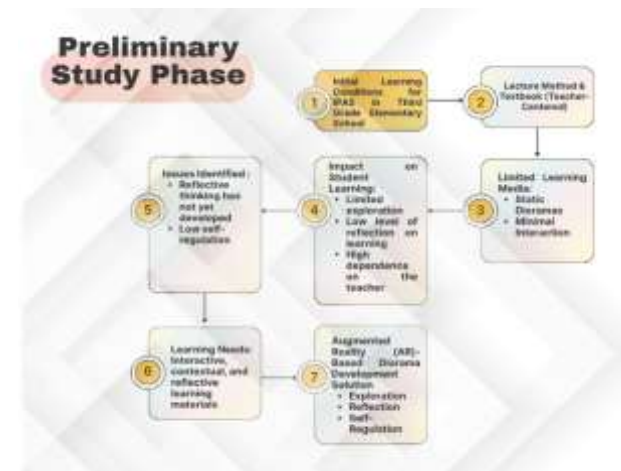 Preliminary
Study Phase
1
Initial Learning
Conditions for
IPAS in Third
Grade Elementary
School
2
Lecture Method &
Textbook (Teacher-
Centered)
3
Limited Learning
Media:
• Static
Dioramas
• Minimal
Interaction
4
Impact on
Student
Learning:
• Limited
exploration
• Low level of
reflection on
learning
• High
dependence
on the
teacher
5
Issues Identified :
• Reflective
thinking has
not yet
developed
• Low self-
regulation
6
Learning Needs:
Interactive,
contextual, and
reflective
learning
materials
7
Augmented
Reality (AR)-
Based Diorama
Development
Solution
• Exploration
• Reflection
• Self-
Regulation